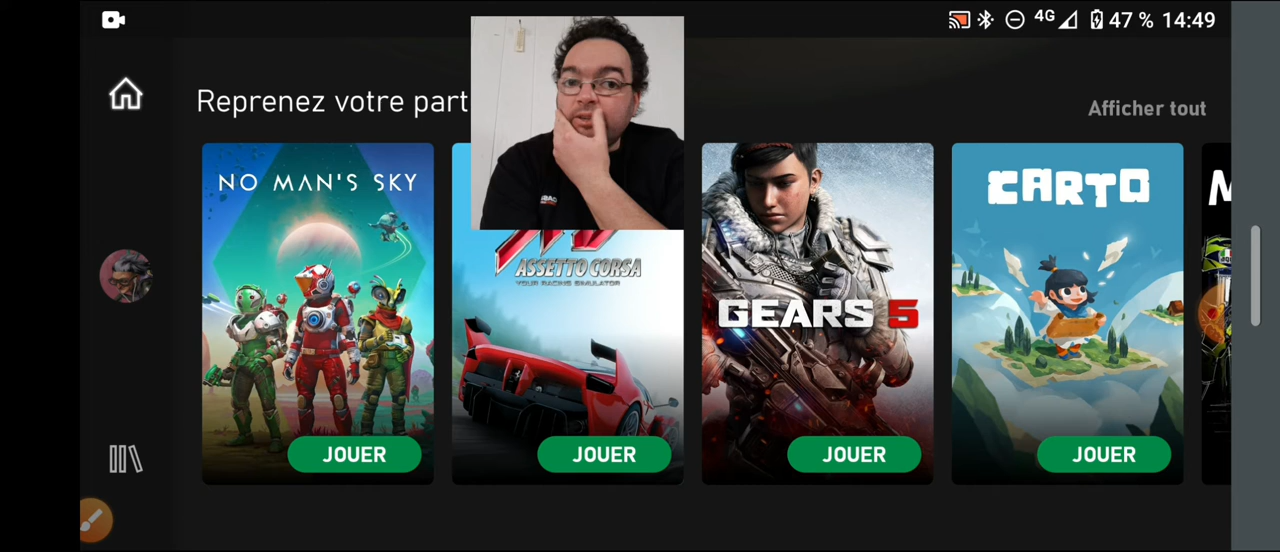 4G 47 % 14:49
Reprenez votre part
Afficher tout
NO MAN'S SKY
ASSETTO CORSA
YOUR RACING SIMULATOR
GEARS 5
CARTO
M
JOUER
JOUER
JOUER
JOUER